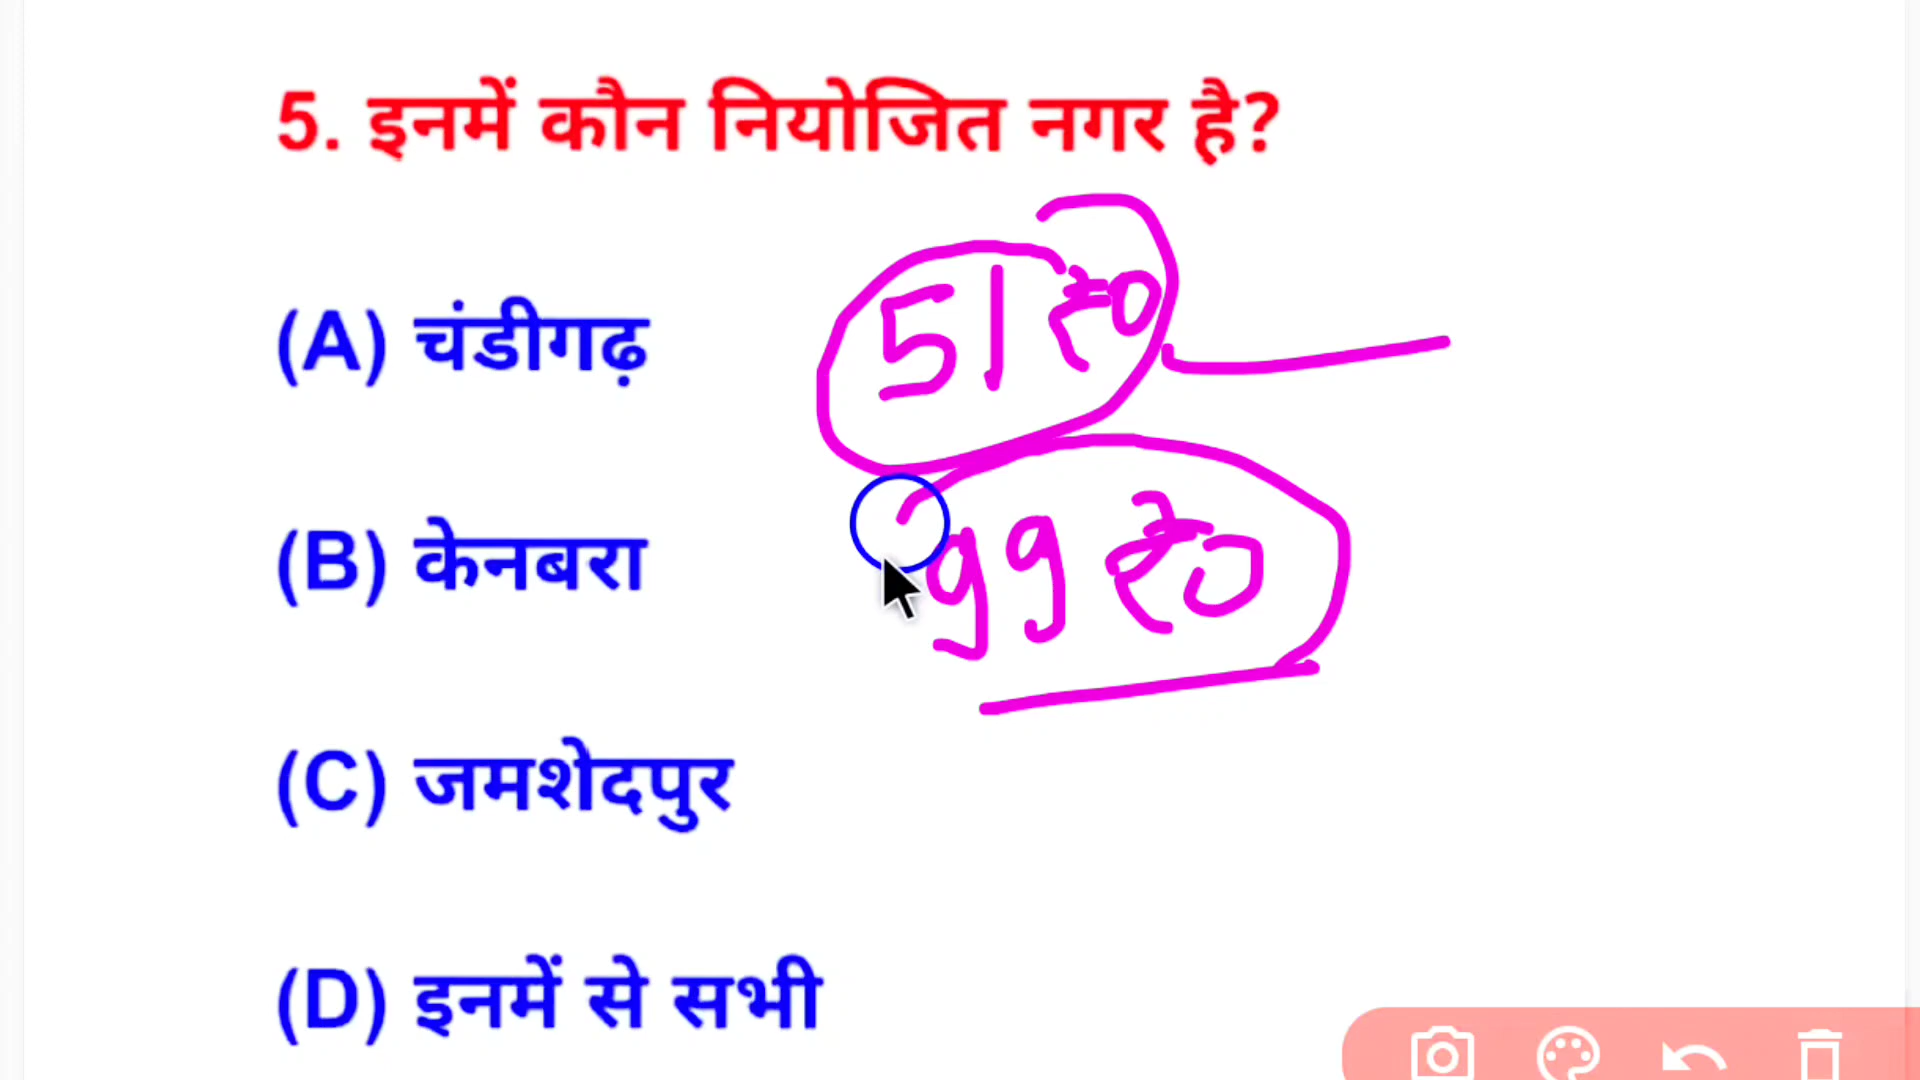 5. इनमें कौन नियोजित नगर है?
(A) चंडीगढ़
51 रु0
(B) केनबरा
99 रु0
(C) जमशेदपुर
(D) इनमें से सभी